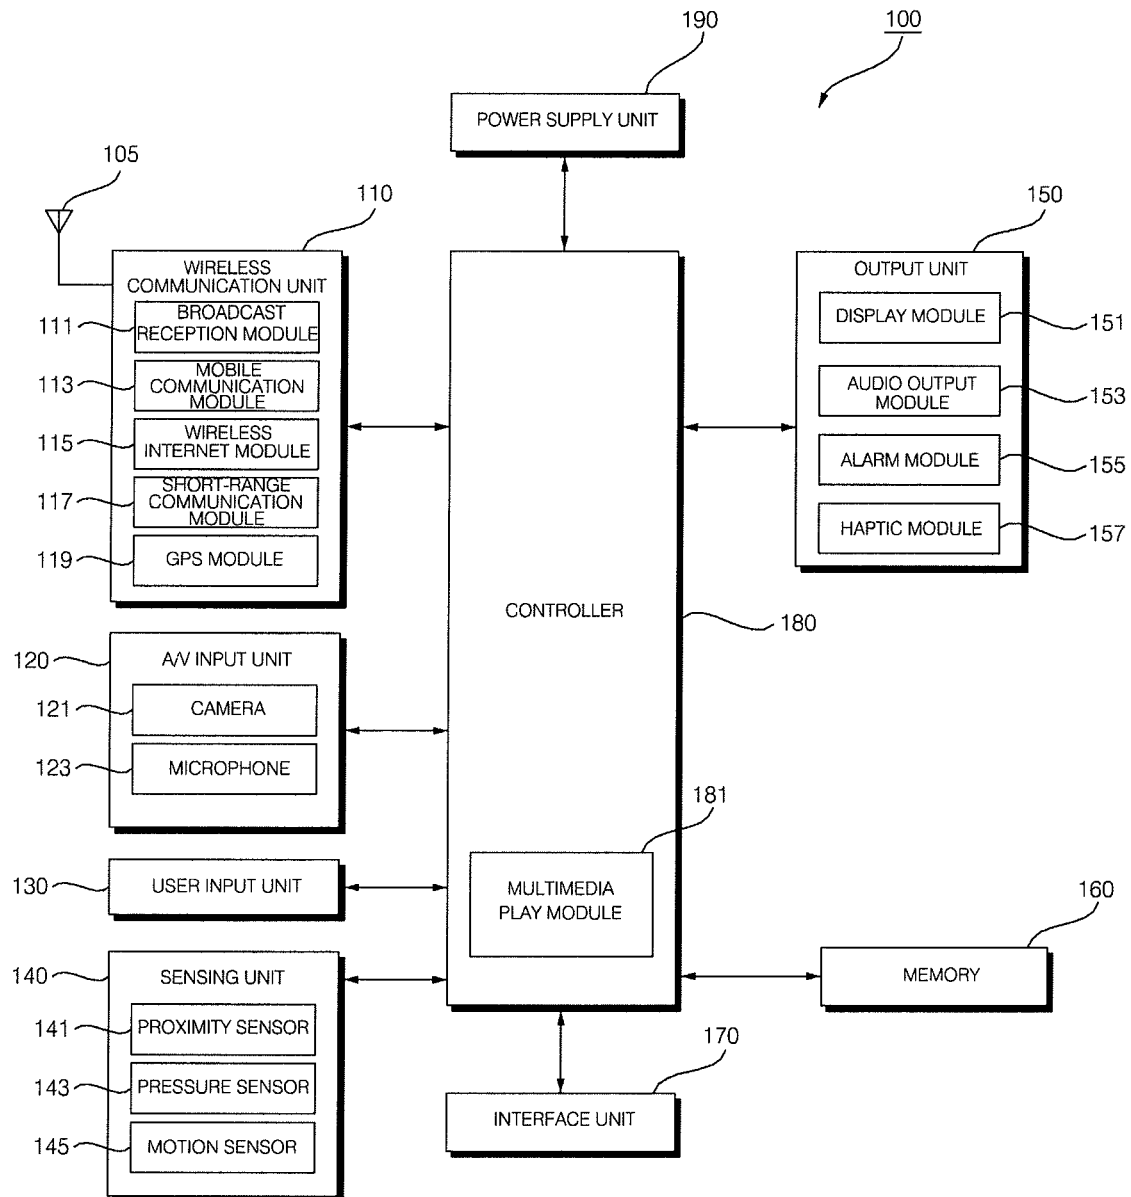 190
100
POWER SUPPLY UNIT
105
110
150
WIRELESS
COMMUNICATION UNIT
OUTPUT UNIT
111
BROADCAST
RECEPTION MODULE
DISPLAY MODULE
151
113
MOBILE
COMMUNICATION
MODULE
AUDIO OUTPUT
MODULE
153
115
WIRELESS
INTERNET MODULE
ALARM MODULE
155
117
SHORT-RANGE
COMMUNICATION
MODULE
HAPTIC MODULE
157
119
GPS MODULE
CONTROLLER
180
120
A/V INPUT UNIT
121
CAMERA
123
MICROPHONE
181
130
USER INPUT UNIT
MULTIMEDIA
PLAY MODULE
160
140
SENSING UNIT
MEMORY
141
PROXIMITY SENSOR
170
143
PRESSURE SENSOR
INTERFACE UNIT
145
MOTION SENSOR